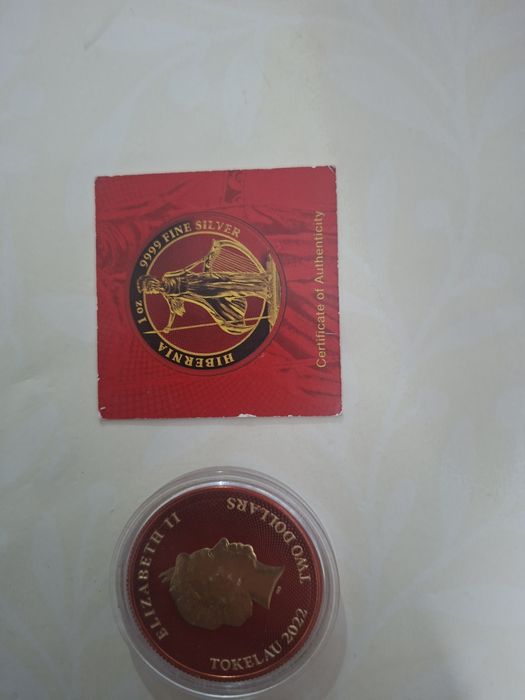 HIBERNIA 1 oz 9999 FINE SILVER
Certificate of Authenticity
ELIZABETH II
TWO DOLLARS
TOKELAU 2022